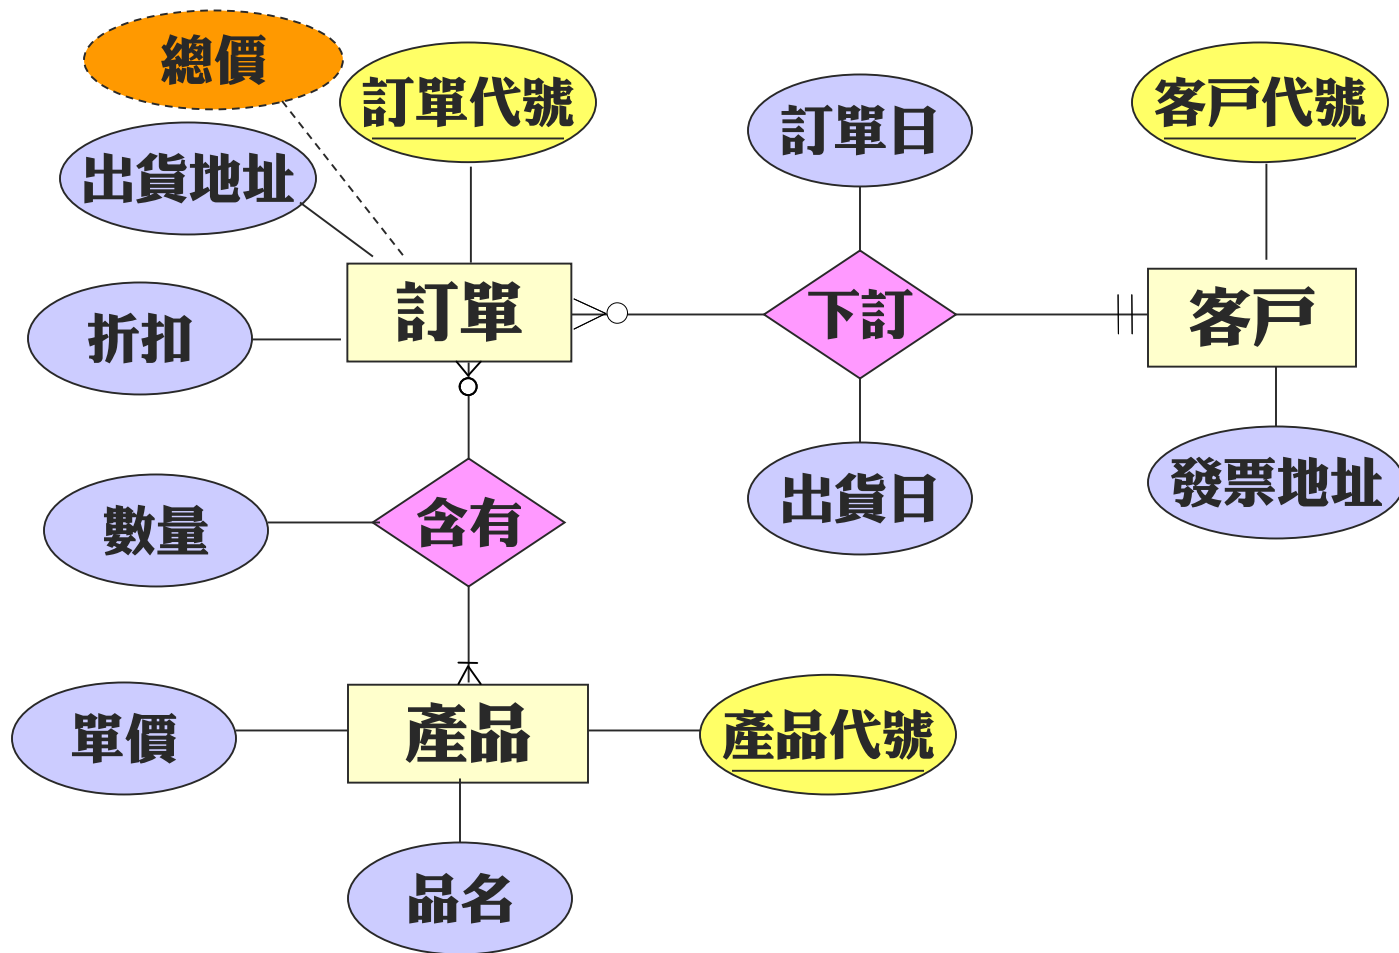 總價
訂單代號
客戶代號
訂單日
出貨地址
訂單
下訂
客戶
折扣
發票地址
出貨日
數量
含有
單價
產品
產品代號
品名